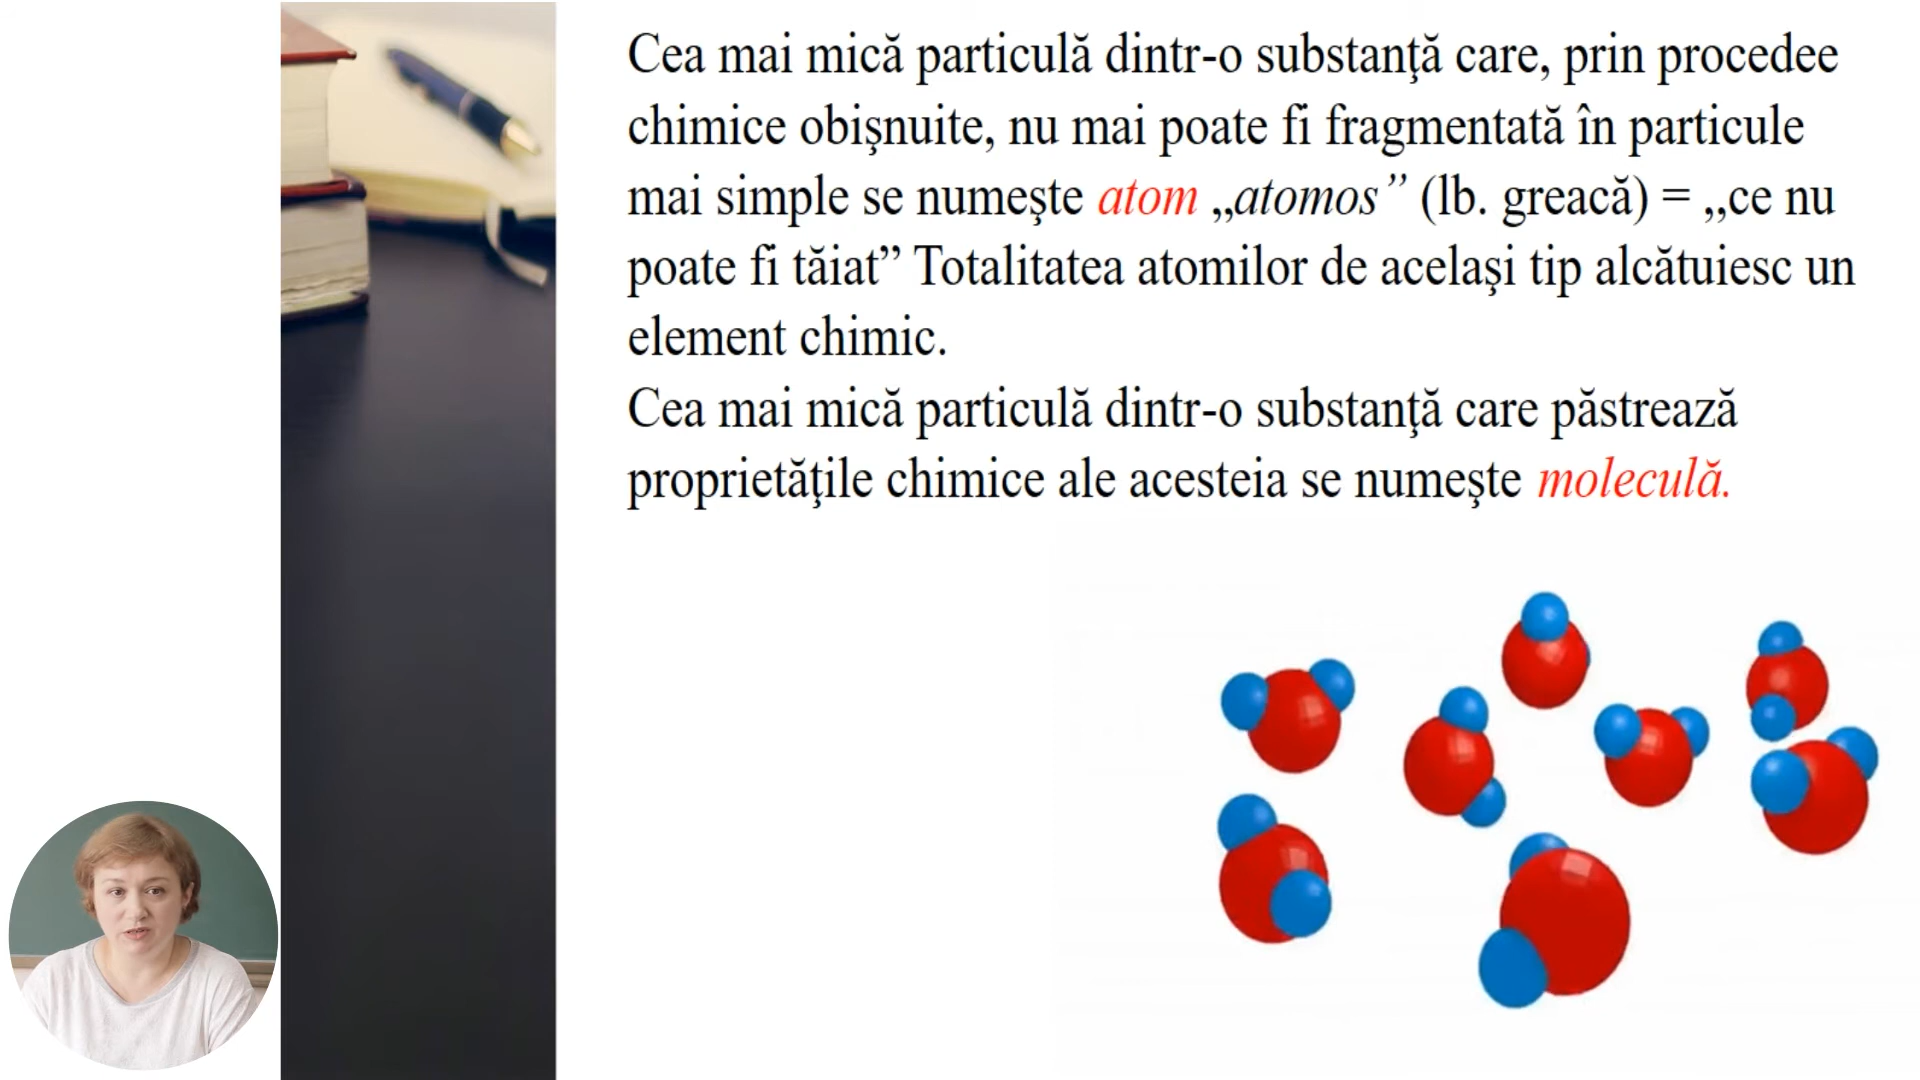 Cea mai mică particulă dintr-o substanţă care, prin procedee
chimice obişnuite, nu mai poate fi fragmentată în particule
mai simple se numeşte atom „atomos” (lb. greacă) = „ce nu
poate fi tăiat” Totalitatea atomilor de acelaşi tip alcătuiesc un
element chimic.
Cea mai mică particulă dintr-o substanţă care păstrează
proprietăţile chimice ale acesteia se numeşte moleculă.